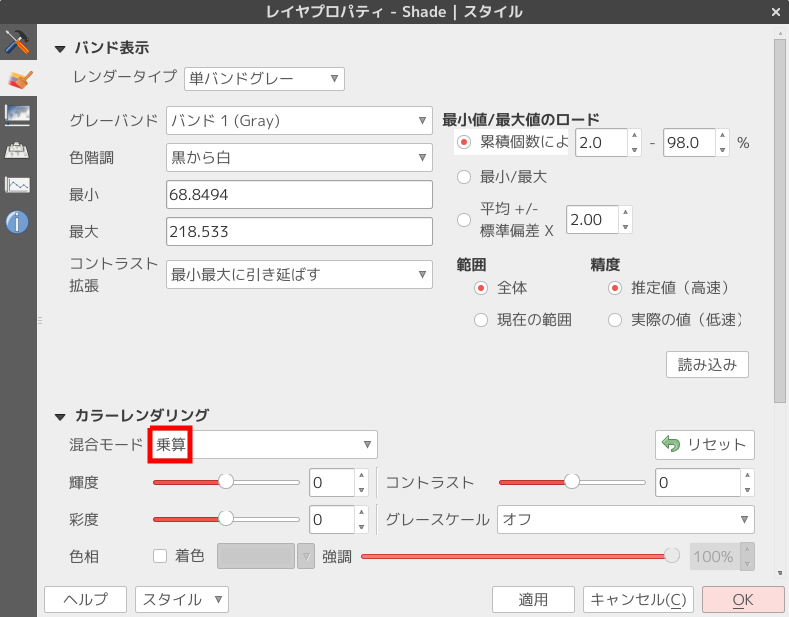 レイヤプロパティ - Shade | スタイル
バンド表示
レンダータイプ 単バンドグレー
グレーバンド バンド 1 (Gray)
色階調 黒から白
最小 68.8494
最大 218.533
コントラスト
拡張 最小最大に引き延ばす
最小値/最大値のロード
累積個数によ 2.0 - 98.0 %
最小/最大
平均 +/-
標準偏差 X 2.00
範囲 精度
全体 推定値（高速）
現在の範囲 実際の値（低速）
読み込み
カラーレンダリング
混合モード 乗算 リセット
輝度 0 コントラスト 0
彩度 0 グレースケール オフ
色相 着色 強調 100%
ヘルプ スタイル 適用 キャンセル(C) OK